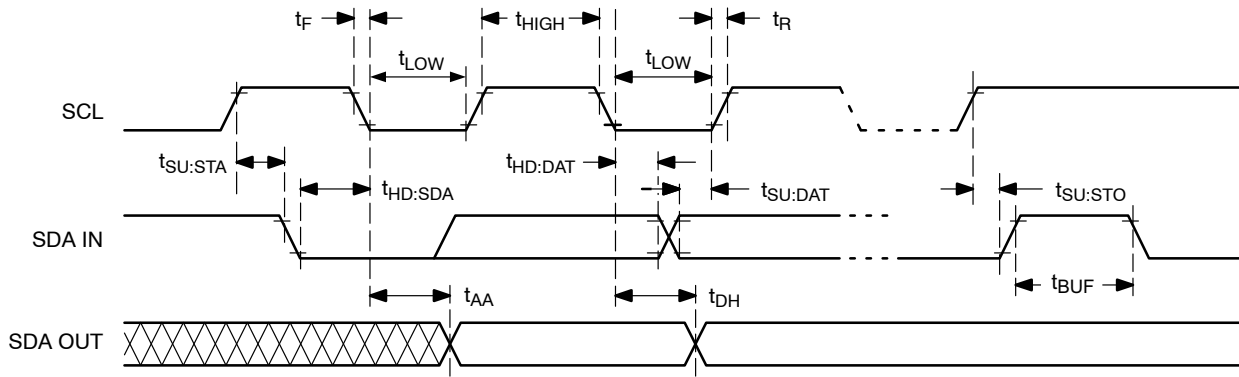 tF
tHIGH
tR
tLOW
tLOW
SCL
tSU:STA
tHD:SDA
tHD:DAT
tSU:DAT
tSU:STO
SDA IN
tBUF
tAA
tDH
SDA OUT